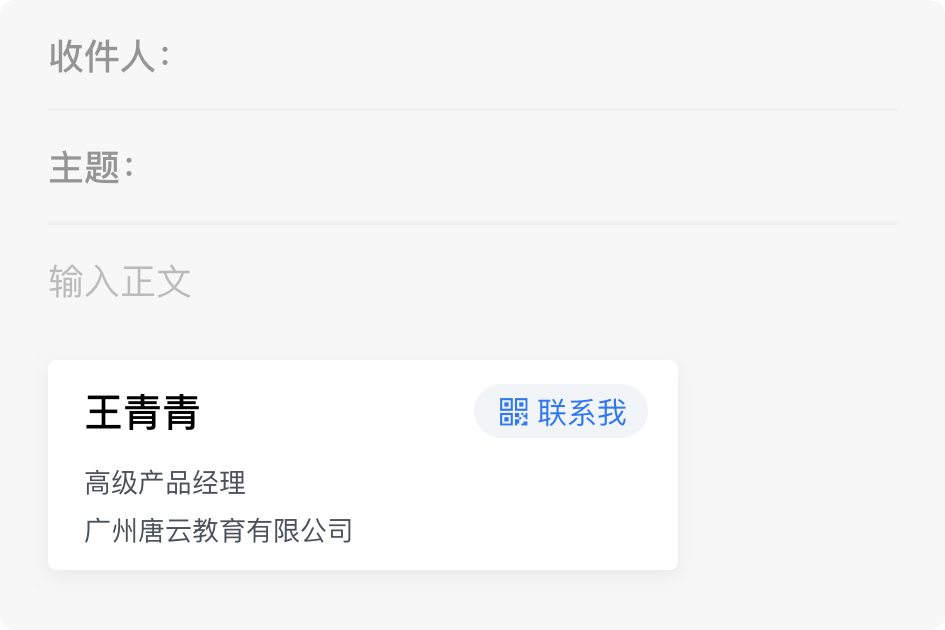 收件人：
主题：
输入正文
王青青
联系我
高级产品经理
广州唐云教育有限公司